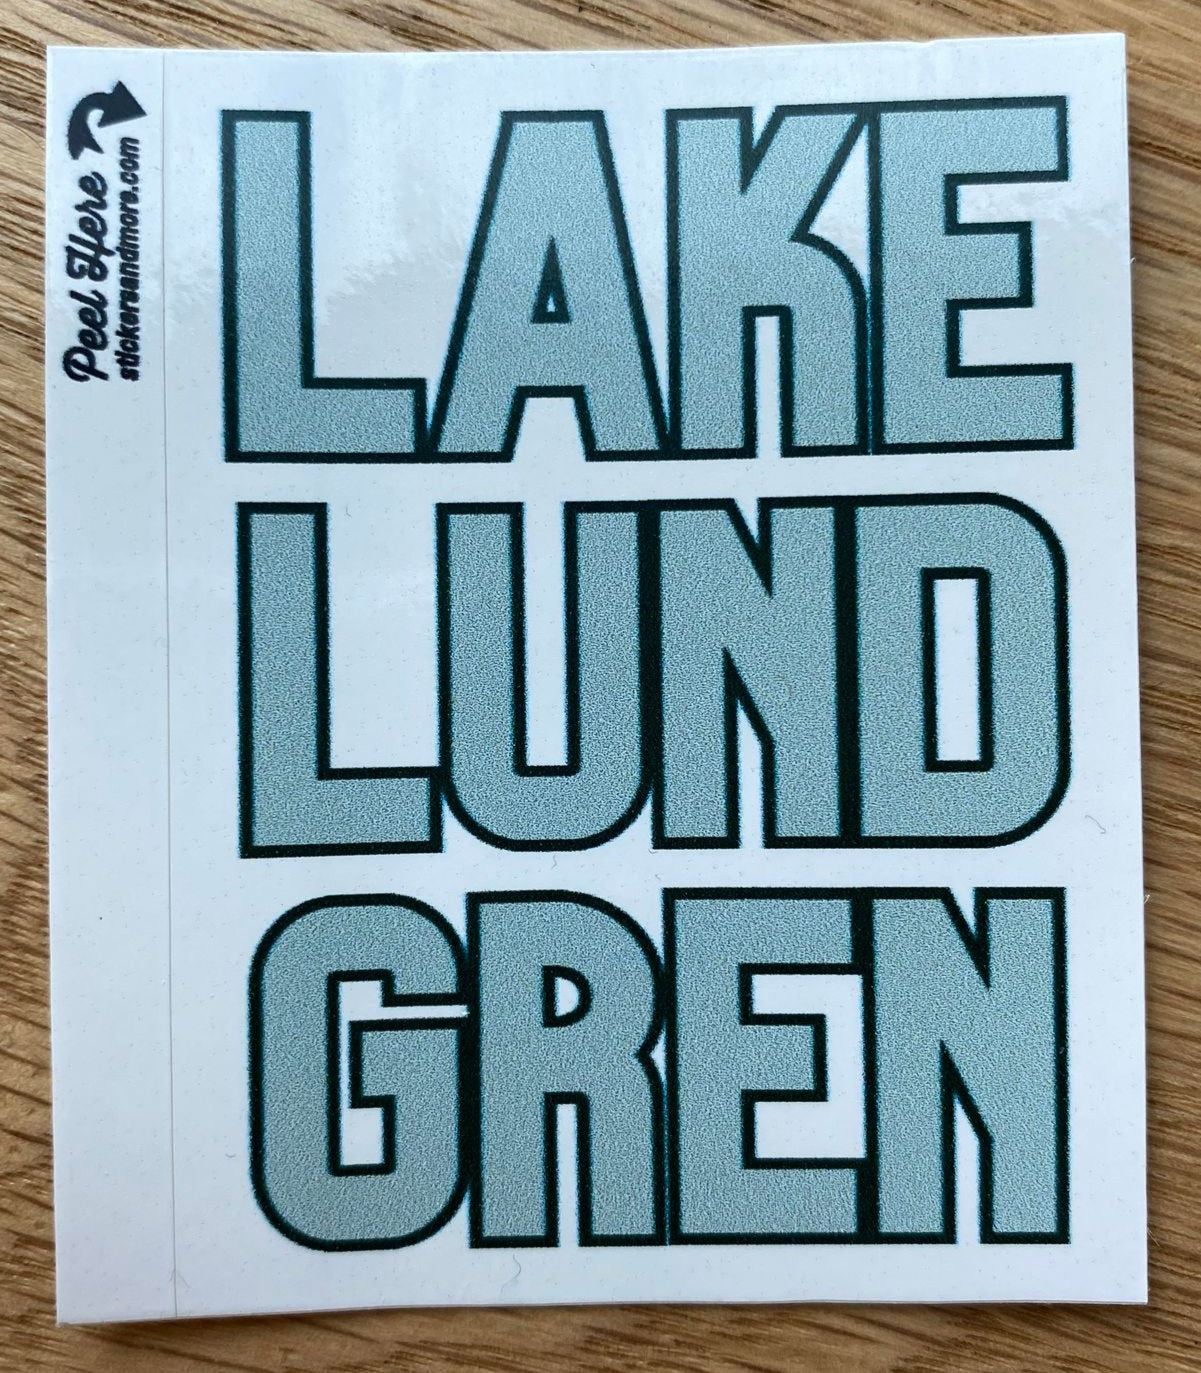 Peel Here
stickersandmore.com
LAKE
LUND
GREN